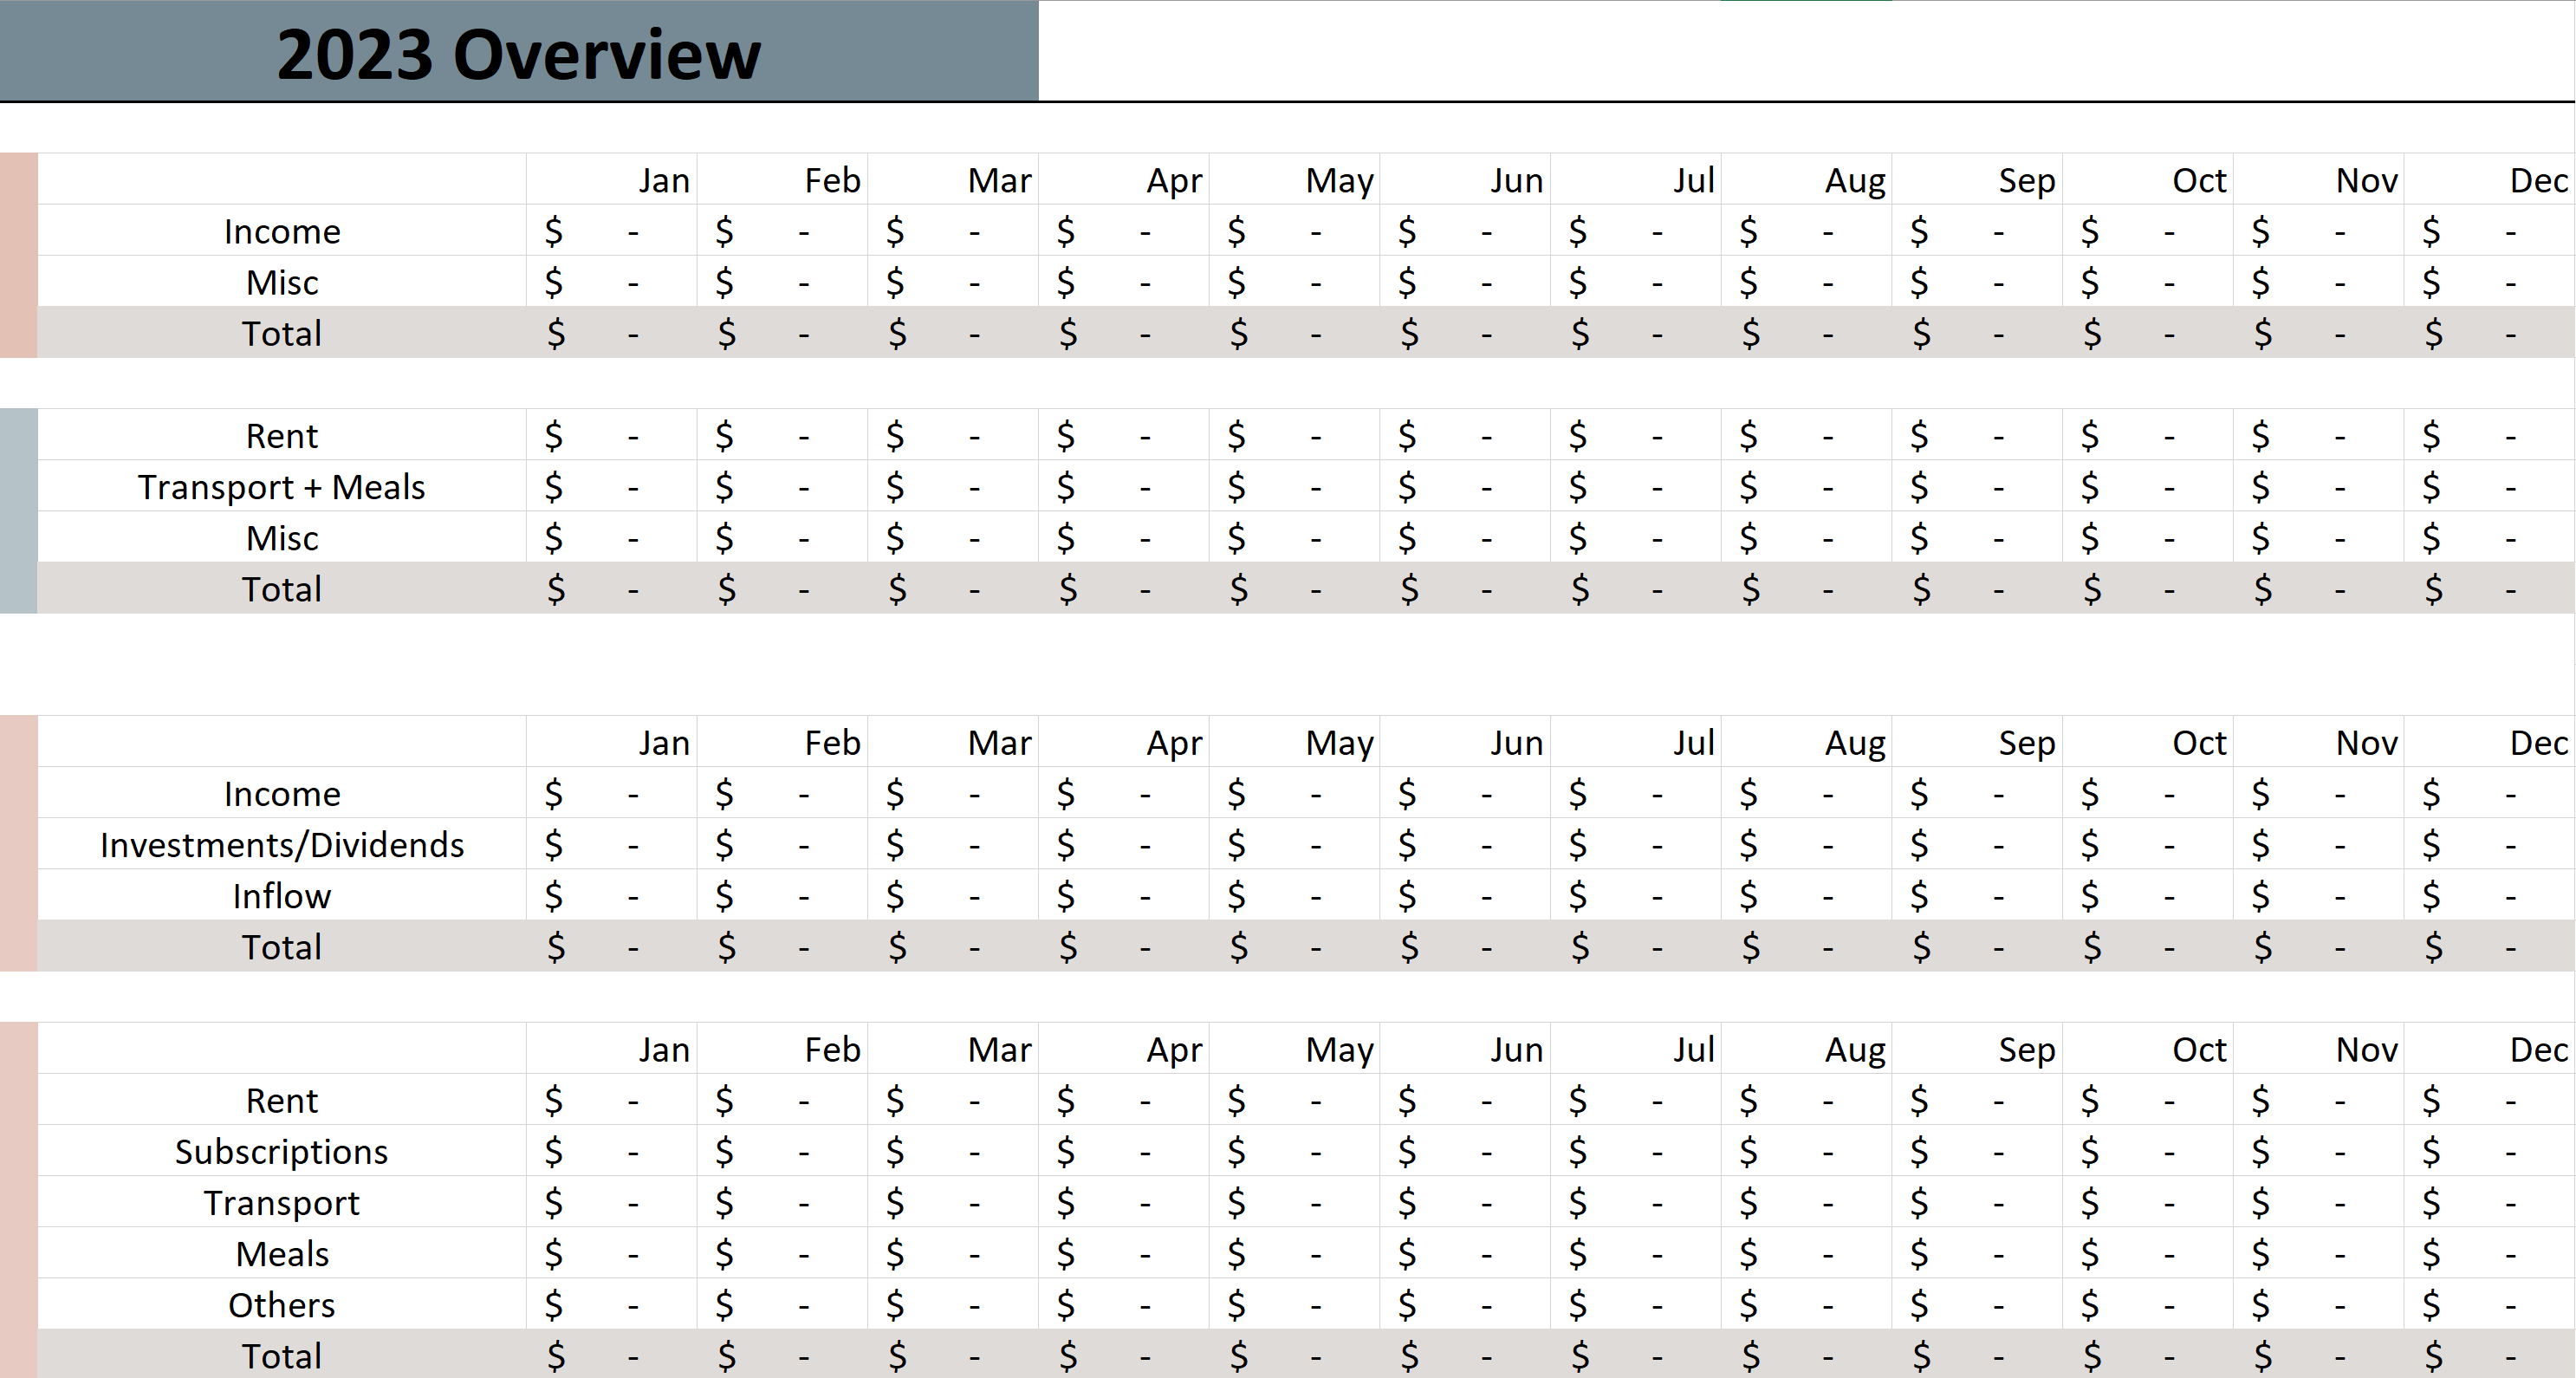 2023 Overview
Jan Feb Mar Apr May Jun Jul Aug Sep Oct Nov Dec
Income $ - $ - $ - $ - $ - $ - $ - $ - $ - $ - $ - $ -
Misc $ - $ - $ - $ - $ - $ - $ - $ - $ - $ - $ - $ -
Total $ - $ - $ - $ - $ - $ - $ - $ - $ - $ - $ - $ -
Rent $ - $ - $ - $ - $ - $ - $ - $ - $ - $ - $ - $ -
Transport + Meals $ - $ - $ - $ - $ - $ - $ - $ - $ - $ - $ - $ -
Misc $ - $ - $ - $ - $ - $ - $ - $ - $ - $ - $ - $ -
Total $ - $ - $ - $ - $ - $ - $ - $ - $ - $ - $ - $ -
Jan Feb Mar Apr May Jun Jul Aug Sep Oct Nov Dec
Income $ - $ - $ - $ - $ - $ - $ - $ - $ - $ - $ - $ -
Investments/Dividends $ - $ - $ - $ - $ - $ - $ - $ - $ - $ - $ - $ -
Inflow $ - $ - $ - $ - $ - $ - $ - $ - $ - $ - $ - $ -
Total $ - $ - $ - $ - $ - $ - $ - $ - $ - $ - $ - $ -
Jan Feb Mar Apr May Jun Jul Aug Sep Oct Nov Dec
Rent $ - $ - $ - $ - $ - $ - $ - $ - $ - $ - $ - $ -
Subscriptions $ - $ - $ - $ - $ - $ - $ - $ - $ - $ - $ - $ -
Transport $ - $ - $ - $ - $ - $ - $ - $ - $ - $ - $ - $ -
Meals $ - $ - $ - $ - $ - $ - $ - $ - $ - $ - $ - $ -
Others $ - $ - $ - $ - $ - $ - $ - $ - $ - $ - $ - $ -
Total $ - $ - $ - $ - $ - $ - $ - $ - $ - $ - $ - $ -